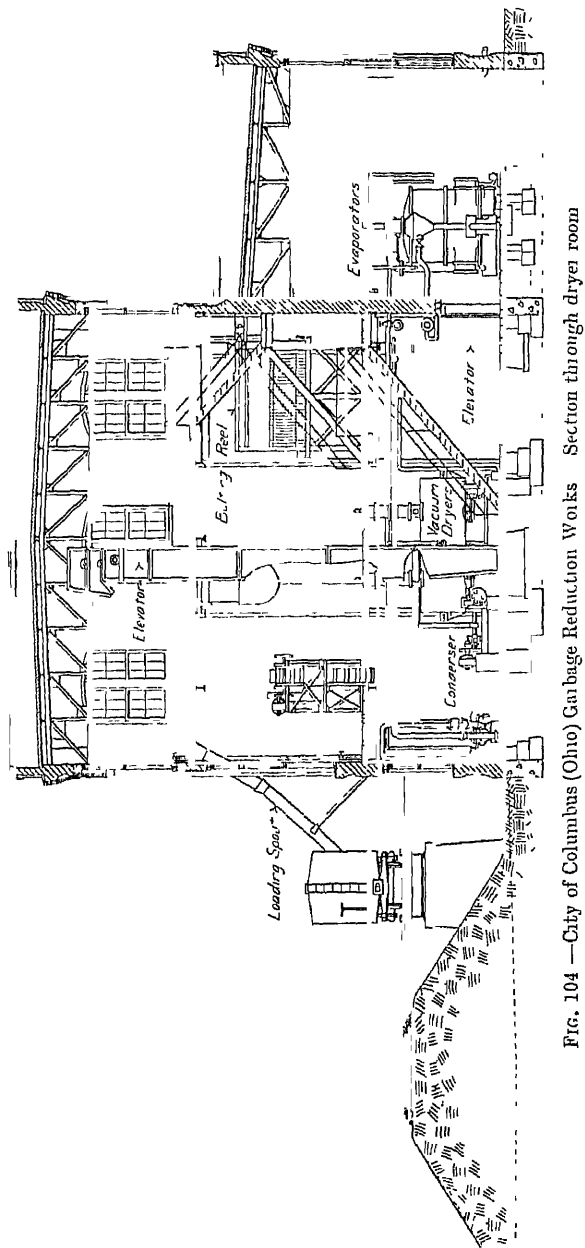 Evaporators
Elevator >
Reel
Vacuum
Dryers
Elevator >
Condenser
Loading Spout >
FIG. 104 —City of Columbus (Ohio) Garbage Reduction Works Section through dryer room